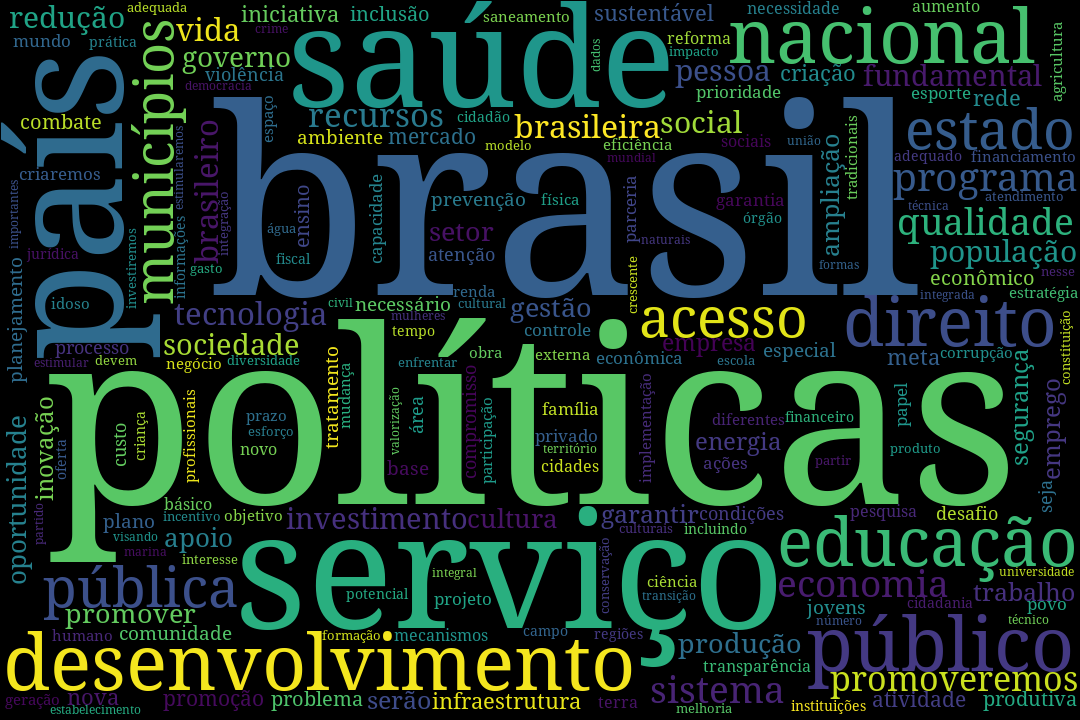 redução
adequada
vida
iniciativa
inclusão
crime
saúde
saneamento
sustentável
necessidade
aumento
nacional
mundo
prática
governo
violência
democracia
dados
reforma
impacto
pessoa
criação
fundamental
agricultura
prioridade
esporte
rede
país
municípios
combate
criaremos
espaço
recursos
cidadão
ambiente
mercado
modelo
brasileira
eficiência
mundial
social
sociais
união
tradicionais
estado
adequado
financiamento
programa
atendimento
técnica
importantes
estimularemos
brasileiro
integração
brasil
ensino
água
fiscal
capacidade
prevenção
física
setor
atenção
parceria
naturais
garantia
órgão
ampliação
formas
qualidade
população
econômico
nesse
integrada
estratégia
jurídica
investiremos
informações
gasto
planejamento
idoso
tecnologia
civil
necessário
renda
cultural
mulheres
tempo
gestão
controle
crescente
acesso
empresa
direito
constituição
processo
estimular
devem
sociedade
negócio
diversidade
enfrentar
obra
externa
econômica
escola
especial
meta
corrupção
políticas
oportunidade
inovação
oferta
custo
criança
profissionais
prazo
esforço
novo
tratamento
mudança
valorização
área
base
compromisso
participação
família
privado
território
cidades
implementação
diferentes
financeiro
energia
ações
partir
papel
produto
segurança
emprego
seja
partido
básico
plano
incentivo
objetivo
visando
marina
apoio
interesse
investimento
cultura
garantir
condições
culturais
incluindo
pesquisa
desafio
serviço
educação
pública
promover
integral
potencial
projeto
conservação
ciência
transição
economia
universidade
trabalho
jovens
número
cidadania
povo
técnico
humano
comunidade
formação
mecanismos
campo
regiões
produção
transparência
público
desenvolvimento
promoveremos
geração
nova
estabelecimento
promoção
problema
serão
infraestrutura
terra
sistema
melhoria
instituições
atividade
produtiva